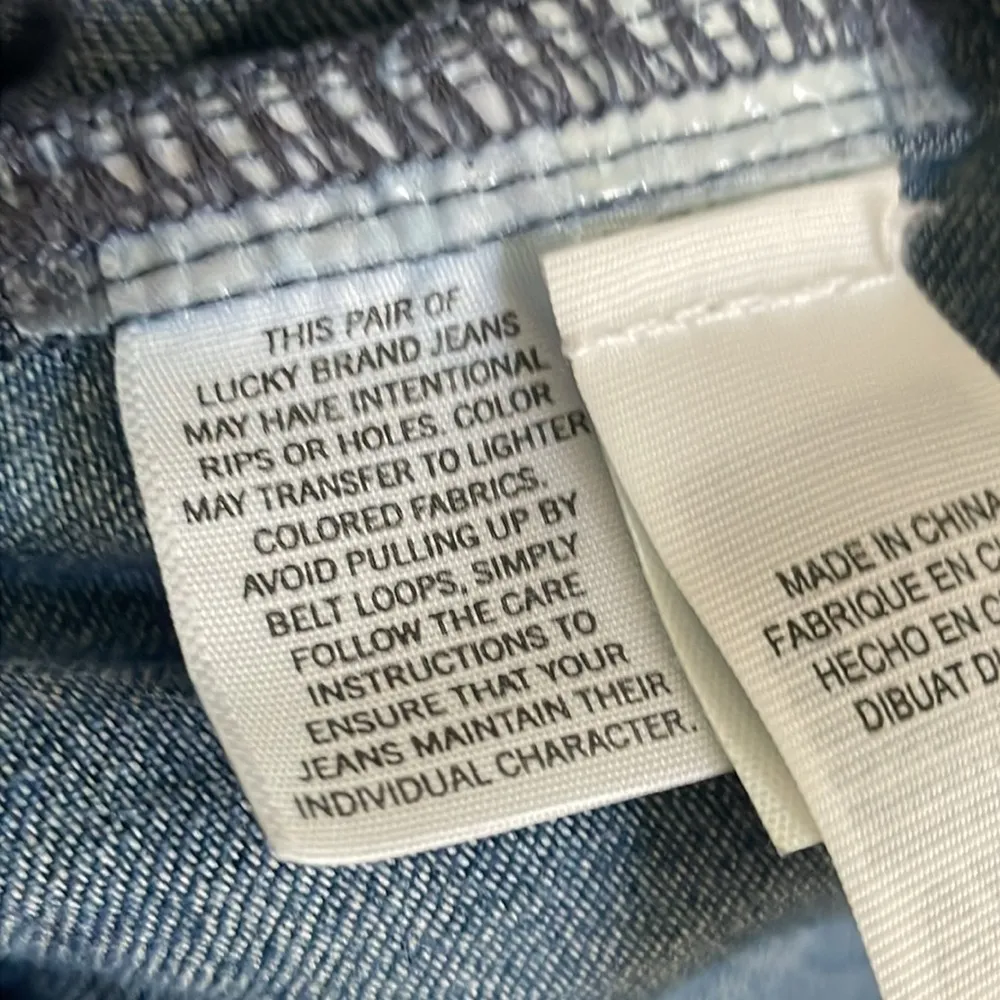 THIS PAIR OF
LUCKY BRAND JEANS
MAY HAVE INTENTIONAL
RIPS OR HOLES. COLOR
MAY TRANSFER TO LIGHTER
COLORED FABRICS.
AVOID PULLING UP BY
BELT LOOPS, SIMPLY
FOLLOW THE CARE
INSTRUCTIONS TO
ENSURE THAT YOUR
JEANS MAINTAIN THEIR
INDIVIDUAL CHARACTER.
MADE IN CHINA
FABRIQUE EN
HECHO EN
DIBUAT